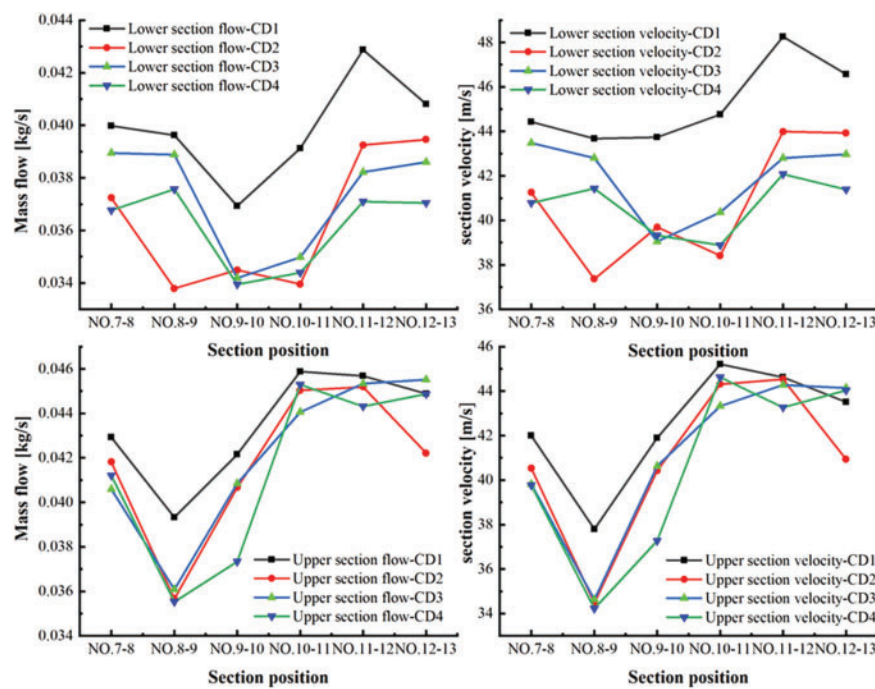 Lower section flow-CD1
Lower section flow-CD2
Lower section flow-CD3
Lower section flow-CD4
Mass flow [kg/s]
0.044
0.042
0.040
0.038
0.036
0.034
NO.7-8 NO.8-9 NO.9-10 NO.10-11 NO.11-12 NO.12-13
Section position
Lower section velocity-CD1
Lower section velocity-CD2
Lower section velocity-CD3
Lower section velocity-CD4
section velocity [m/s]
48
46
44
42
40
38
36
NO.7-8 NO.8-9 NO.9-10 NO.10-11 NO.11-12 NO.12-13
Section position
Mass flow [kg/s]
0.046
0.044
0.042
0.040
0.038
0.036
0.034
Upper section flow-CD1
Upper section flow-CD2
Upper section flow-CD3
Upper section flow-CD4
NO.7-8 NO.8-9 NO.9-10 NO.10-11 NO.11-12 NO.12-13
Section position
section velocity [m/s]
46
44
42
40
38
36
34
Upper section velocity-CD1
Upper section velocity-CD2
Upper section velocity-CD3
Upper section velocity-CD4
NO.7-8 NO.8-9 NO.9-10 NO.10-11 NO.11-12 NO.12-13
Section position